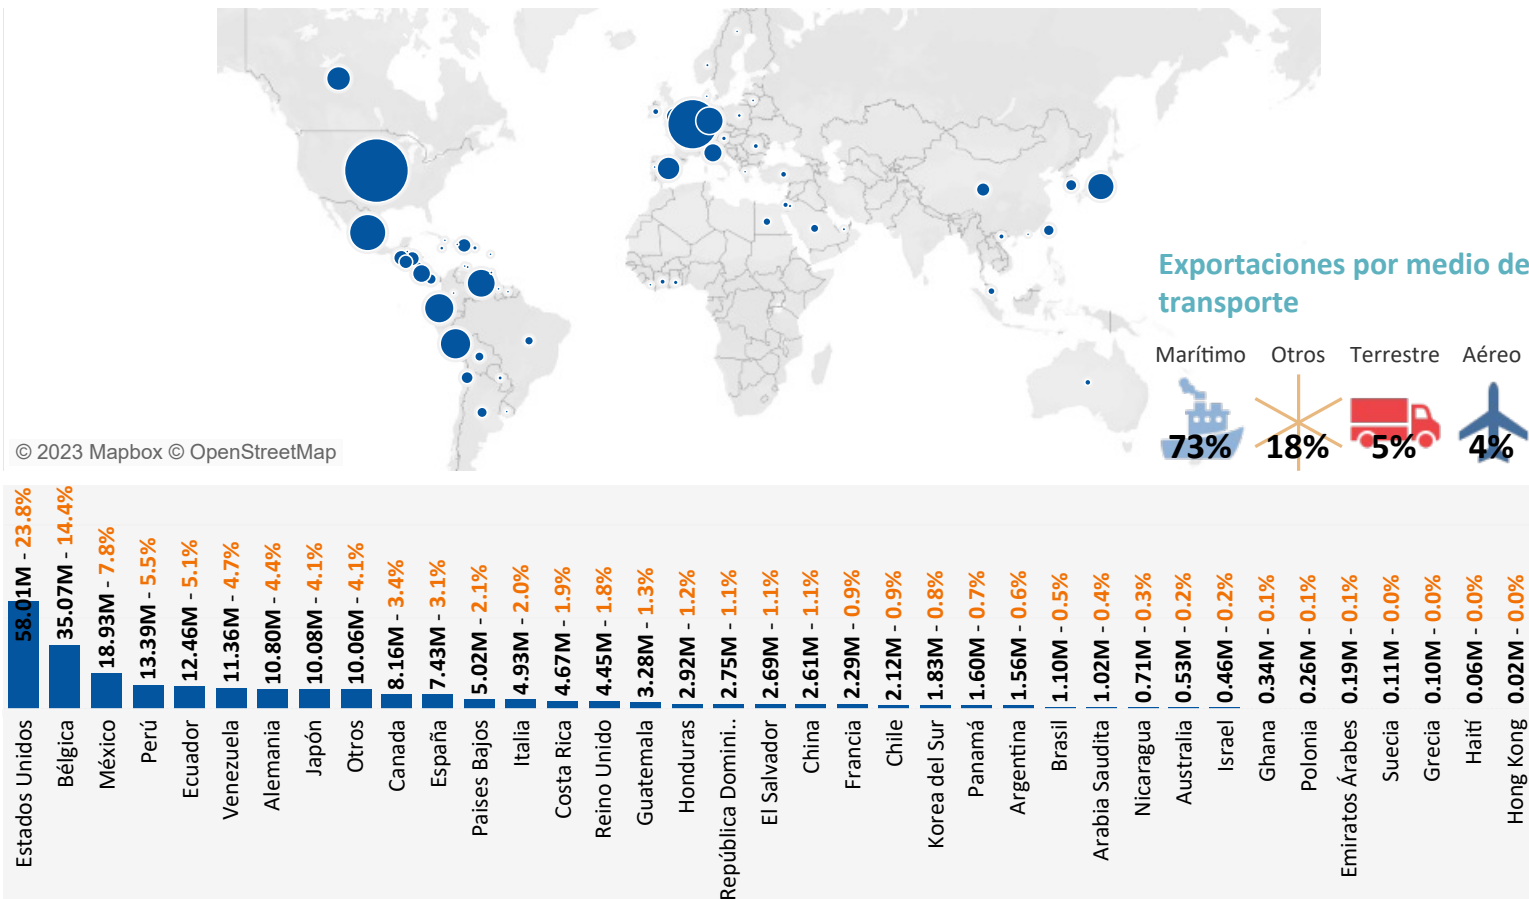 Exportaciones por medio de
transporte
Marítimo Otros Terrestre Aéreo
73% 18% 5% 4%
© 2023 Mapbox © OpenStreetMap
58.01M - 23.8%
35.07M - 14.4%
18.93M - 7.8%
13.39M - 5.5%
12.46M - 5.1%
11.36M - 4.7%
10.80M - 4.4%
10.08M - 4.1%
10.06M - 4.1%
8.16M - 3.4%
7.43M - 3.1%
5.02M - 2.1%
4.93M - 2.0%
4.67M - 1.9%
4.45M - 1.8%
3.28M - 1.3%
2.92M - 1.2%
2.75M - 1.1%
2.69M - 1.1%
2.61M - 1.1%
2.29M - 0.9%
2.12M - 0.9%
1.83M - 0.8%
1.60M - 0.7%
1.56M - 0.6%
1.10M - 0.5%
1.02M - 0.4%
0.71M - 0.3%
0.53M - 0.2%
0.46M - 0.2%
0.34M - 0.1%
0.26M - 0.1%
0.19M - 0.1%
0.11M - 0.0%
0.10M - 0.0%
0.06M - 0.0%
0.02M - 0.0%
Estados Unidos
Bélgica
México
Perú
Ecuador
Venezuela
Alemania
Japón
Otros
Canada
España
Paises Bajos
Italia
Costa Rica
Reino Unido
Guatemala
Honduras
República Domini..
El Salvador
China
Francia
Chile
Korea del Sur
Panamá
Argentina
Brasil
Arabia Saudita
Nicaragua
Australia
Israel
Ghana
Polonia
Emiratos Árabes
Suecia
Grecia
Haití
Hong Kong